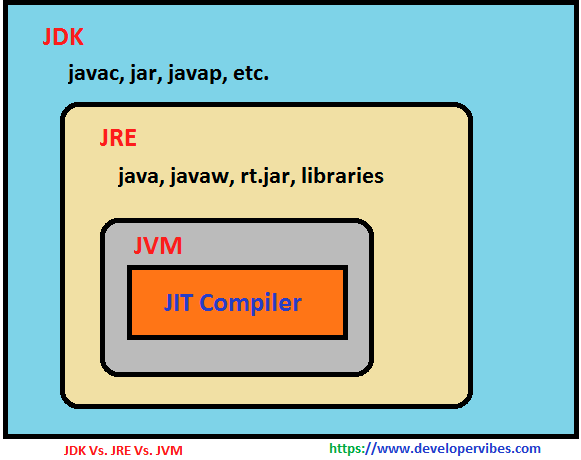 JDK
javac, jar, javap, etc.
JRE
java, javaw, rt.jar, libraries
JVM
JIT Compiler
JDK Vs. JRE Vs. JVM
https://www.developervibes.com